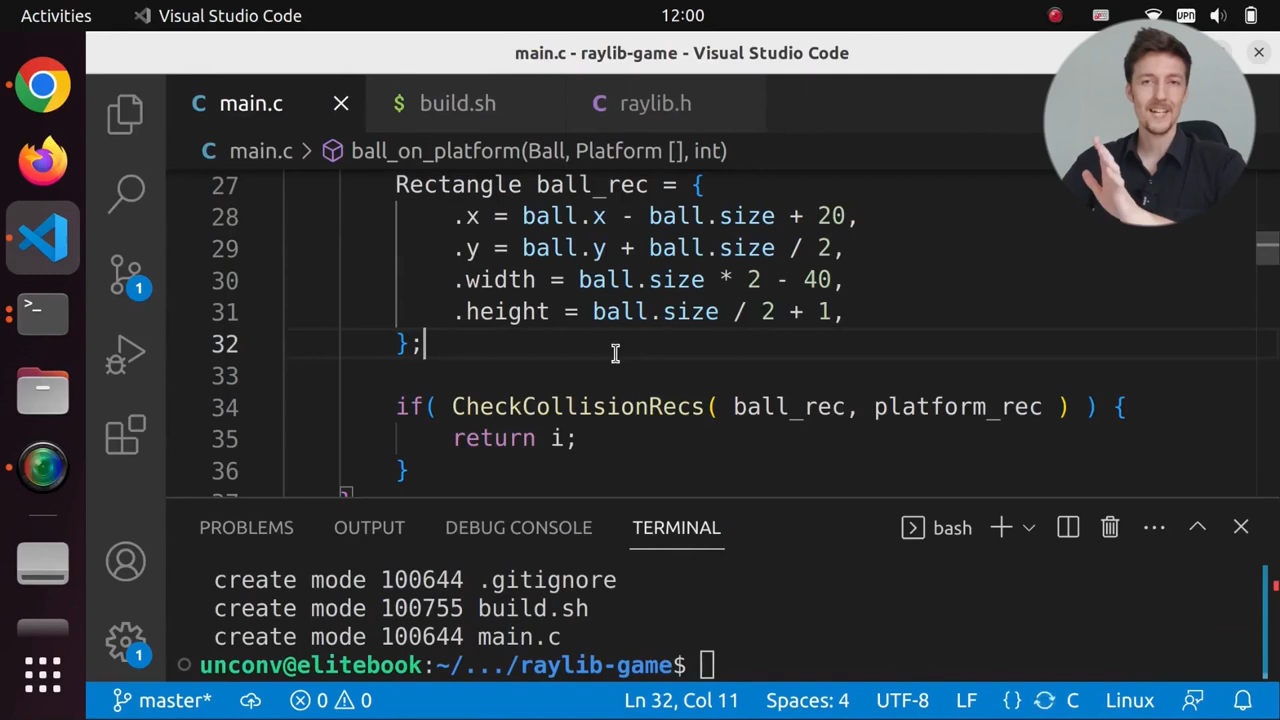 Activities
Visual Studio Code
12:00
VPN
main.c - raylib-game - Visual Studio Code
C main.c
$ build.sh
C raylib.h
C main.c > ball_on_platform(Ball, Platform [], int)
27 Rectangle ball_rec = {
28 .x = ball.x - ball.size + 20,
29 .y = ball.y + ball.size / 2,
30 .width = ball.size * 2 - 40,
31 .height = ball.size / 2 + 1,
32 };
33
34 if( CheckCollisionRecs( ball_rec, platform_rec ) ) {
35 return i;
36 }
1
1
PROBLEMS OUTPUT DEBUG CONSOLE TERMINAL
bash
create mode 100644 .gitignore
create mode 100755 build.sh
create mode 100644 main.c
unconv@elitebook:~/.../raylib-game$
master*
0 0
Ln 32, Col 11
Spaces: 4
UTF-8
LF
{} C
Linux